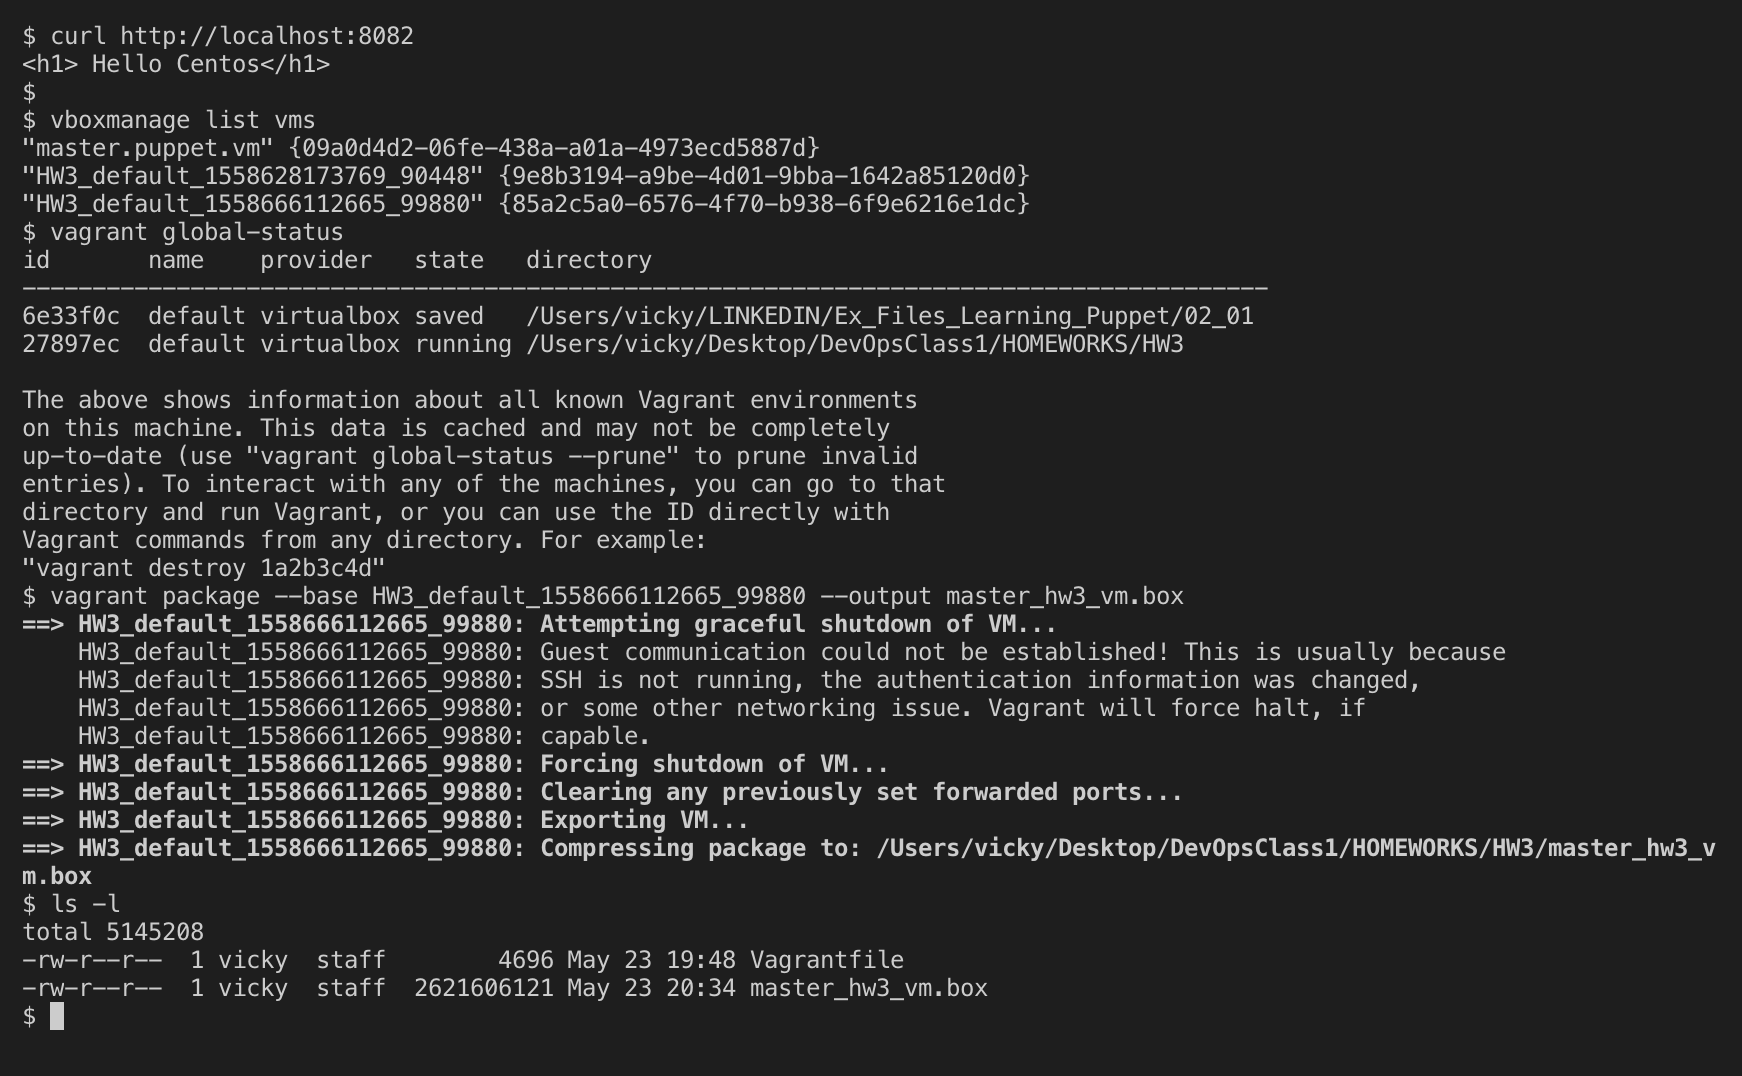 $ curl http://localhost:8082
<h1> Hello Centos</h1>
$
$ vboxmanage list vms
"master.puppet.vm" {09a0d4d2-06fe-438a-a01a-4973ecd5887d}
"HW3_default_1558628173769_90448" {9e8b3194-a9be-4d01-9bba-1642a85120d0}
"HW3_default_1558666112665_99880" {85a2c5a0-6576-4f70-b938-6f9e6216e1dc}
$ vagrant global-status
id       name    provider   state   directory
-----------------------------------------------------------------------------------------
6e33f0c  default virtualbox saved   /Users/vicky/LINKEDIN/Ex_Files_Learning_Puppet/02_01
27897ec  default virtualbox running /Users/vicky/Desktop/DevOpsClass1/HOMEWORKS/HW3

The above shows information about all known Vagrant environments
on this machine. This data is cached and may not be completely
up-to-date (use "vagrant global-status --prune" to prune invalid
entries). To interact with any of the machines, you can go to that
directory and run Vagrant, or you can use the ID directly with
Vagrant commands from any directory. For example:
"vagrant destroy 1a2b3c4d"
$ vagrant package --base HW3_default_1558666112665_99880 --output master_hw3_vm.box
==> HW3_default_1558666112665_99880: Attempting graceful shutdown of VM...
    HW3_default_1558666112665_99880: Guest communication could not be established! This is usually because
    HW3_default_1558666112665_99880: SSH is not running, the authentication information was changed,
    HW3_default_1558666112665_99880: or some other networking issue. Vagrant will force halt, if
    HW3_default_1558666112665_99880: capable.
==> HW3_default_1558666112665_99880: Forcing shutdown of VM...
==> HW3_default_1558666112665_99880: Clearing any previously set forwarded ports...
==> HW3_default_1558666112665_99880: Exporting VM...
==> HW3_default_1558666112665_99880: Compressing package to: /Users/vicky/Desktop/DevOpsClass1/HOMEWORKS/HW3/master_hw3_v
m.box
$ ls -l
total 5145208
-rw-r--r--  1 vicky  staff        4696 May 23 19:48 Vagrantfile
-rw-r--r--  1 vicky  staff  2621606121 May 23 20:34 master_hw3_vm.box
$